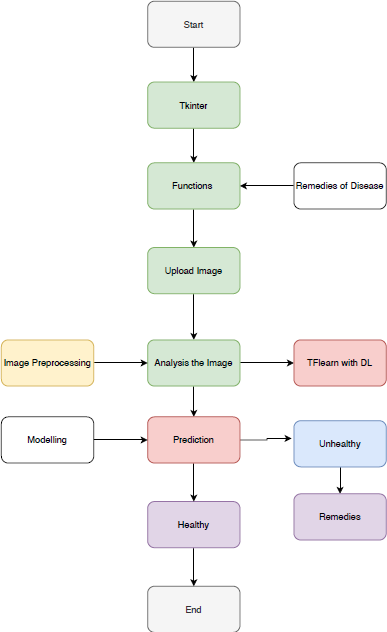 Start
Tkinter
Functions
Remedies of Disease
Upload Image
Image Preprocessing
Analysis the Image
TFlearn with DL
Modelling
Prediction
Unhealthy
Healthy
Remedies
End